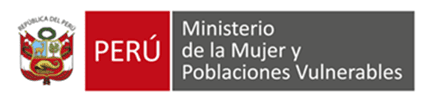 REPÚBLICA DEL PERÚ
PERÚ
Ministerio
de la Mujer y
Poblaciones Vulnerables